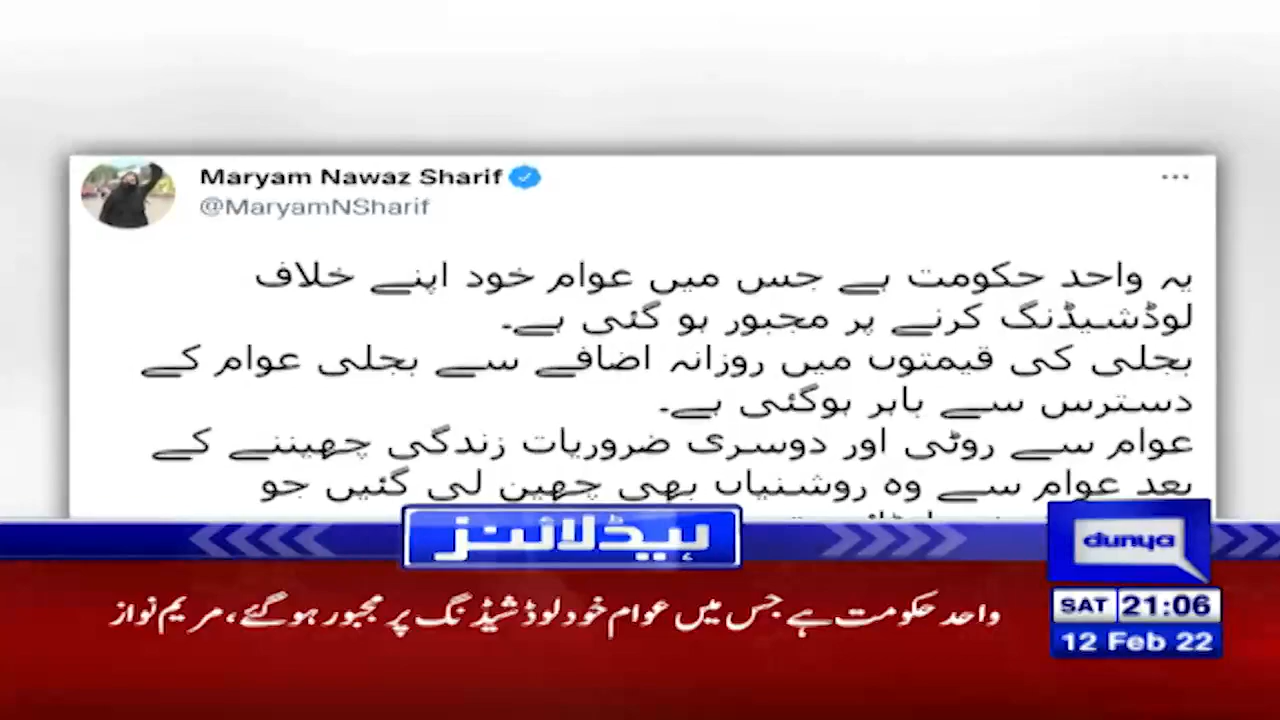 Maryam Nawaz Sharif
@MaryamNSharif
یہ واحد حکومت ہے جس میں عوام خود اپنے خلاف
لوڈشیڈنگ کرنے پر مجبور ہو گئی ہے۔
بجلی کی قیمتوں میں روزانہ اضافے سے بجلی عوام کے
دسترس سے باہر ہوگئی ہے۔
عوام سے روٹی اور دوسری ضروریات زندگی چھیننے کے
بعد عوام سے وہ روشنیاں بھی چھین لی گئیں جو
ہیڈلائنز
dunya
واحد حکومت ہے جس میں عوام خود لوڈشیڈنگ پر مجبور ہو گئے، مریم نواز
SAT 21:06
12 Feb 22